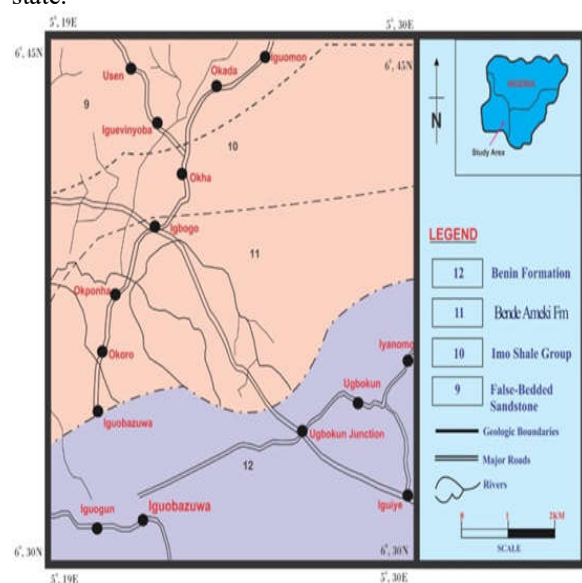 state.
5°, 19E
5°, 30E
6°, 45N
6°, 45N
Usen
Okada
Iguomon
9
Iguevinyoba
10
Okha
Igbogo
11
Okponha
Okoro
Iyanomo
Ugbokun
Iguobazuwa
Ugbokun Junction
12
Iguogun
Iguobazuwa
Iguiye
6°, 30N
6°, 30N
5°, 19E
5°, 30E
N
NIGERIA
Study Area
LEGEND
12 Benin Formation
11 Bende Ameki Fm
10 Imo Shale Group
9 False-Bedded
Sandstone
Geologic Boundaries
Major Roads
Rivers
0 1 2KM
SCALE